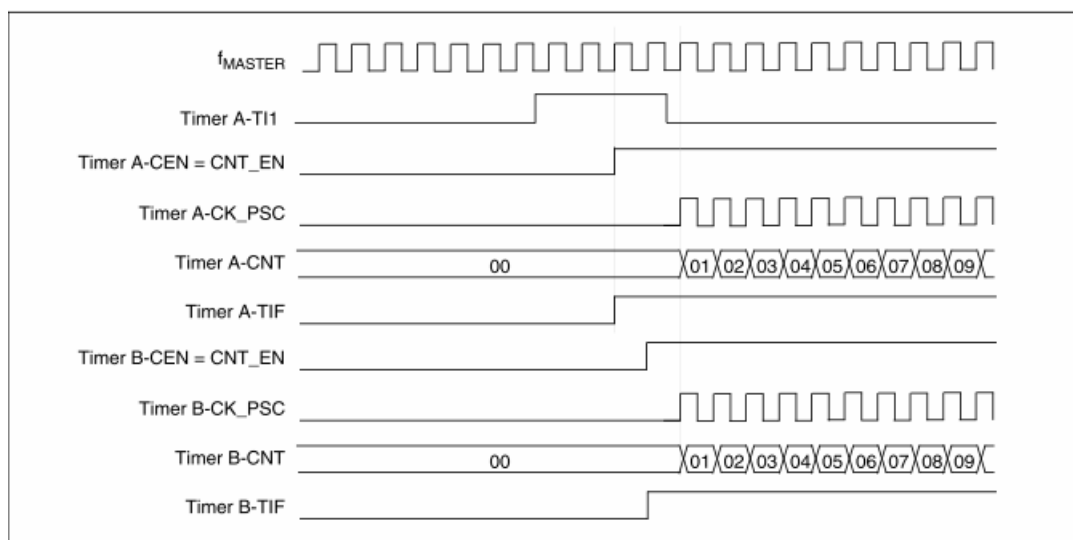 fMASTER
Timer A-TI1
Timer A-CEN = CNT_EN
Timer A-CK_PSC
Timer A-CNT 00 01 02 03 04 05 06 07 08 09
Timer A-TIF
Timer B-CEN = CNT_EN
Timer B-CK_PSC
Timer B-CNT 00 01 02 03 04 05 06 07 08 09
Timer B-TIF